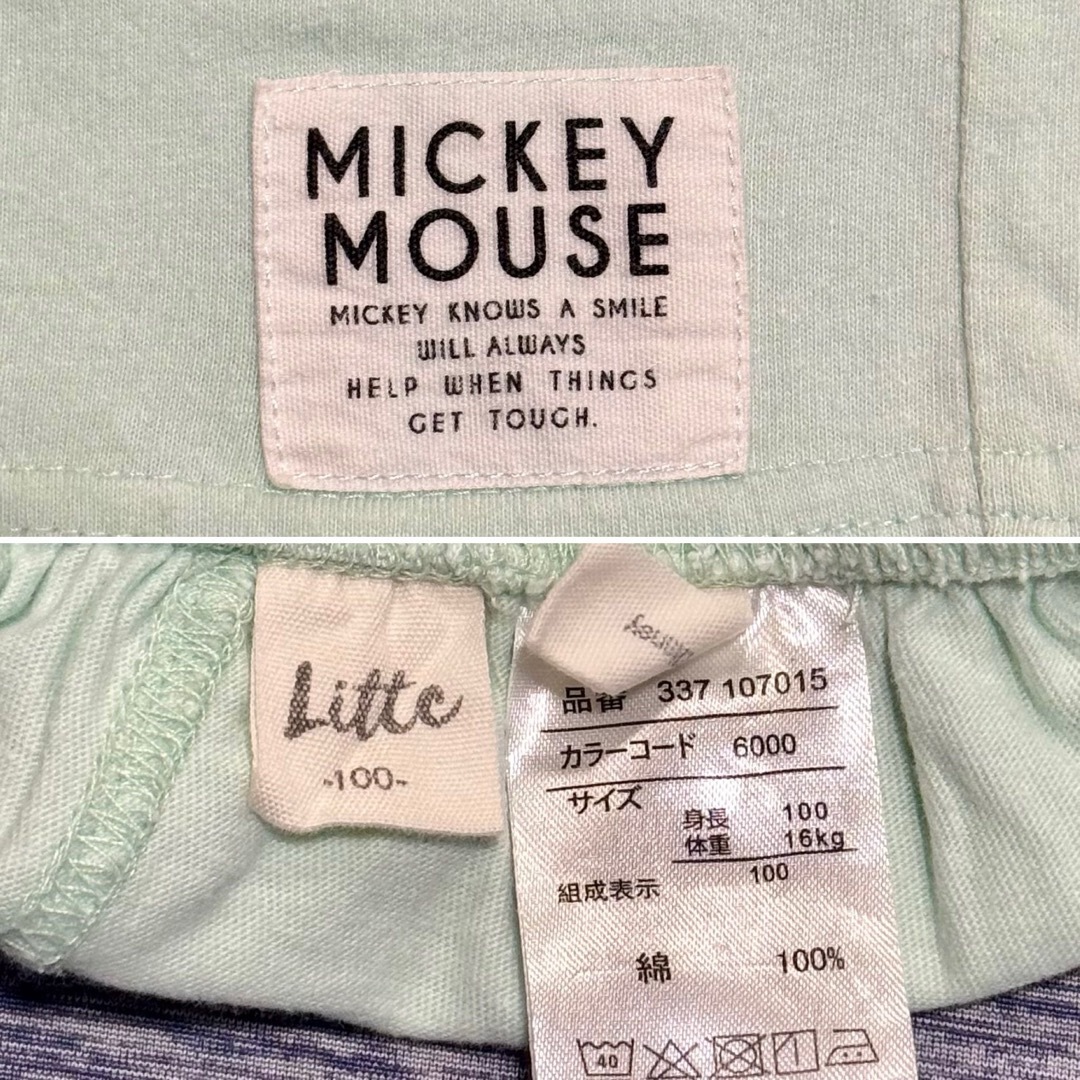 MICKEY
MOUSE
MICKEY KNOWS A SMILE
WILL ALWAYS
HELP WHEN THINGS
GET TOUGH.
Littc
-100-
品番 337 107015
カラーコード 6000
サイズ
身長 100
体重 16kg
100
組成表示
綿 100%
40